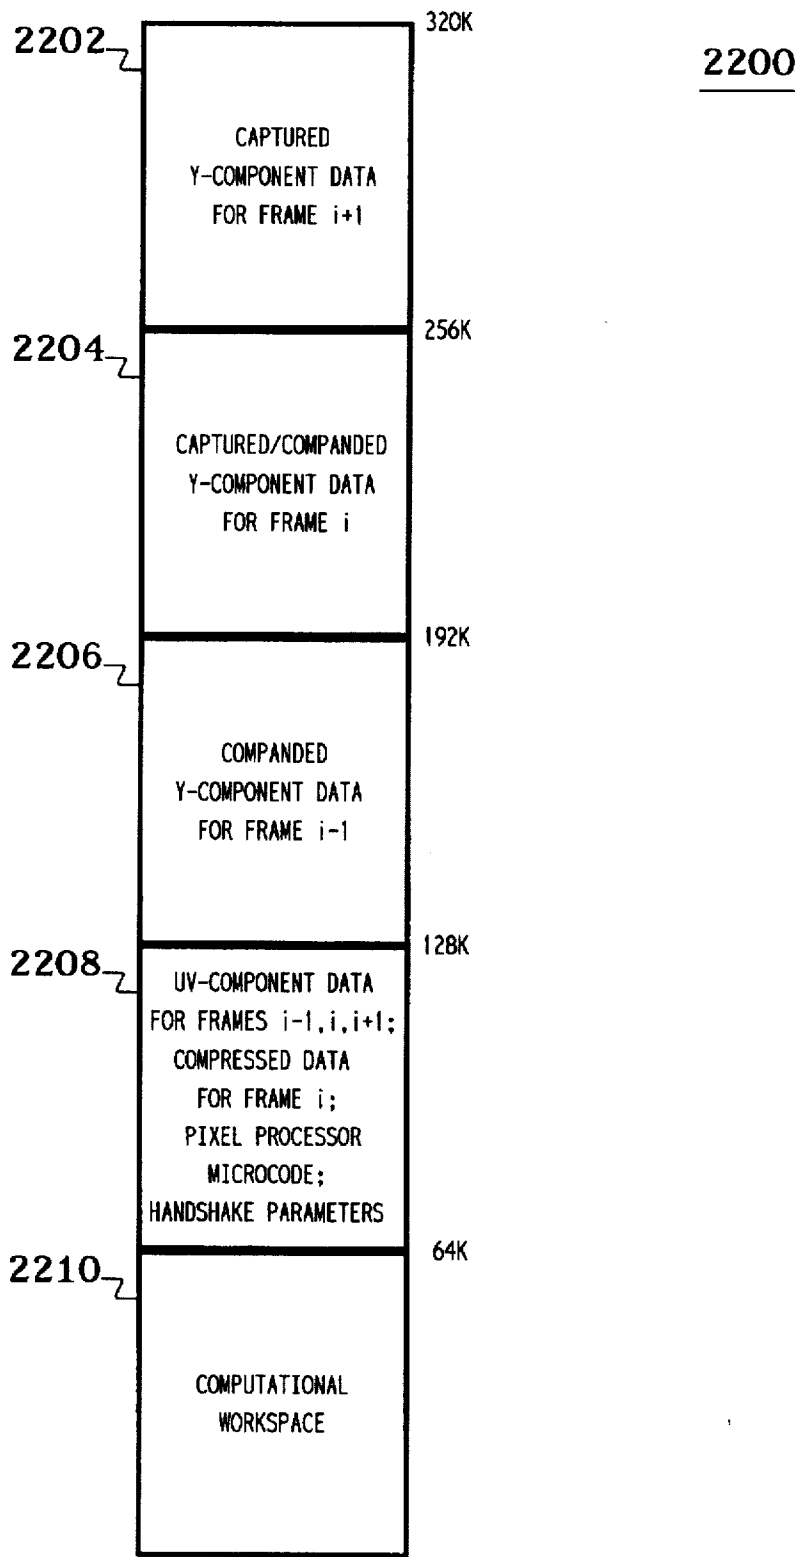 320K
2202
2200
CAPTURED
Y-COMPONENT DATA
FOR FRAME i+1
256K
2204
CAPTURED/COMPANDED
Y-COMPONENT DATA
FOR FRAME i
192K
2206
COMPANDED
Y-COMPONENT DATA
FOR FRAME i-1
128K
2208
UV-COMPONENT DATA
FOR FRAMES i-1,i,i+1;
COMPRESSED DATA
FOR FRAME i;
PIXEL PROCESSOR
MICROCODE;
HANDSHAKE PARAMETERS
64K
2210
COMPUTATIONAL
WORKSPACE